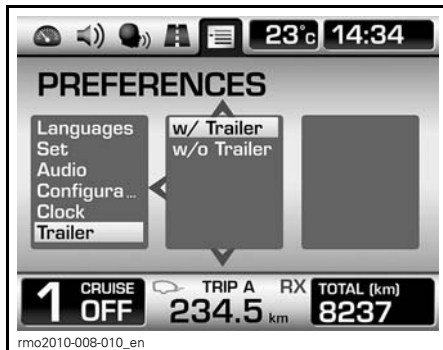 23°c 14:34
PREFERENCES
Languages
Set
Audio
Configura...
Clock
Trailer
w/ Trailer
w/o Trailer
1 CRUISE OFF
TRIP A RX
234.5 km
TOTAL (km)
8237
rmo2010-008-010_en